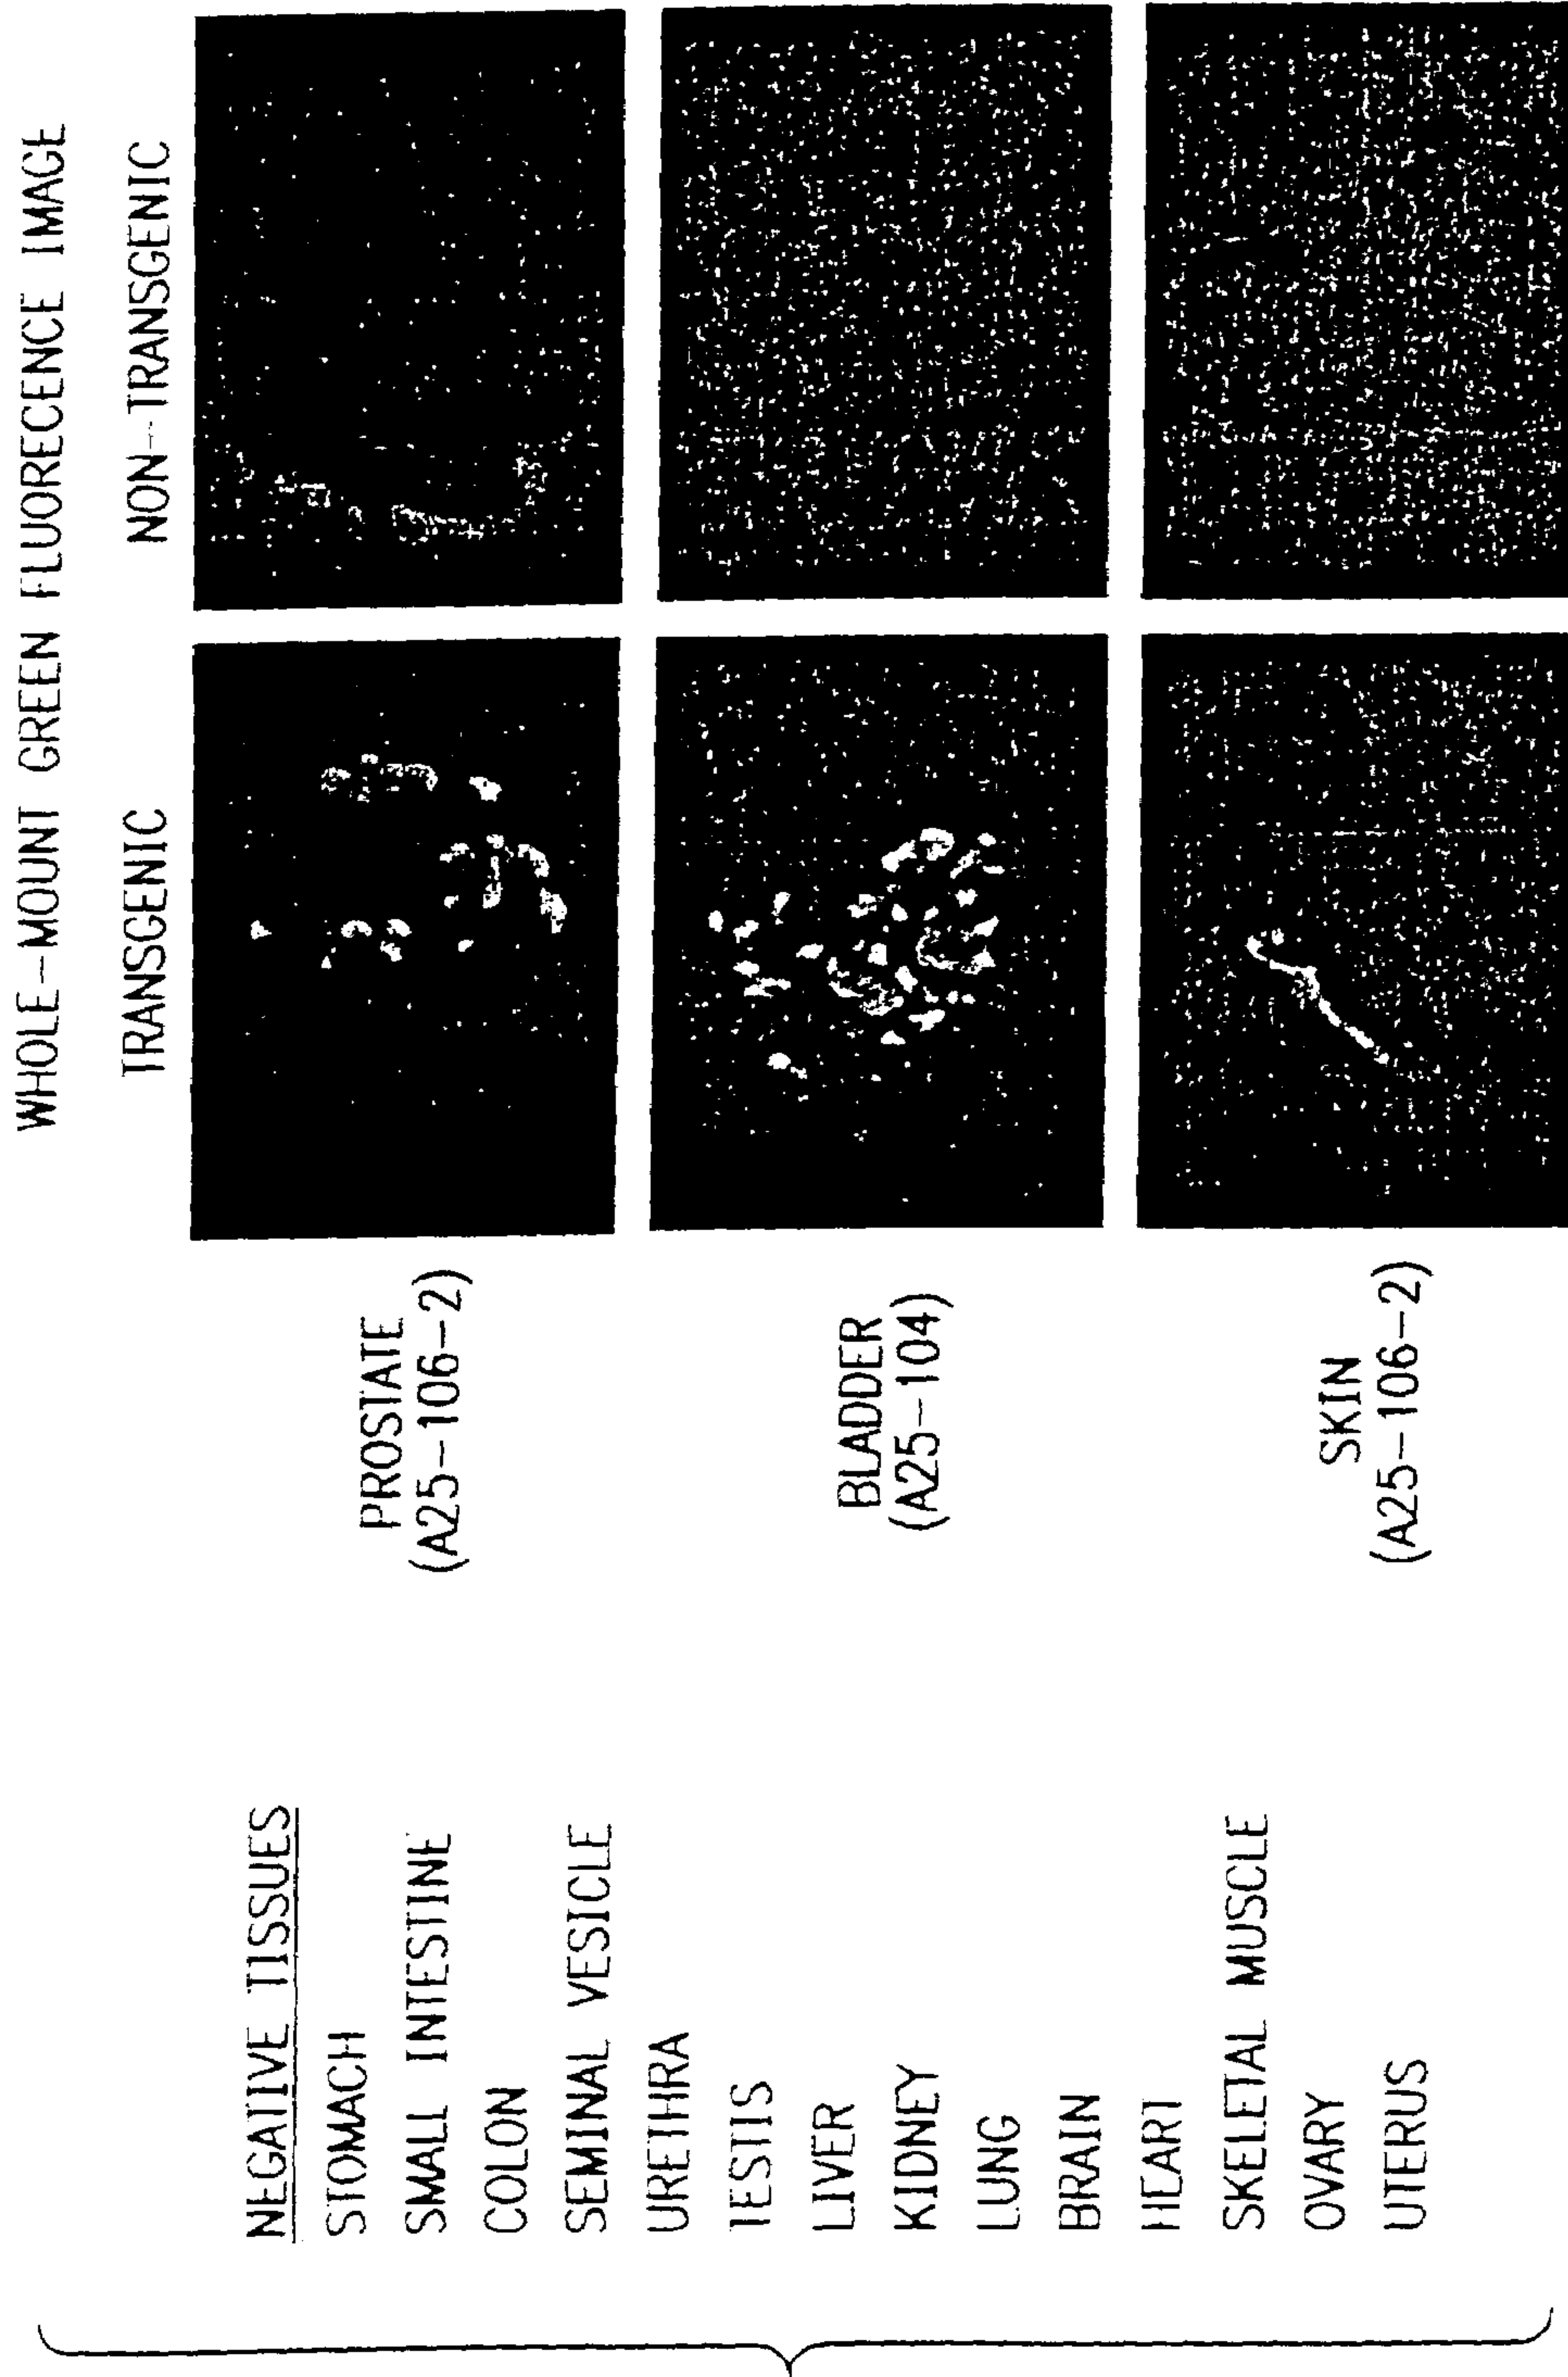 WHOLE-MOUNT GREEN FLUORECENCE IMAGE
TRANSGENIC
NON-TRANSGENIC
NEGATIVE TISSUES
STOMACH
SMALL INTESTINE
COLON
SEMINAL VESICLE
URETHRA
TESTIS
LIVER
KIDNEY
LUNG
BRAIN
HEART
SKELETAL MUSCLE
OVARY
UTERUS
PROSTATE
(A25-106-2)
BLADDER
(A25-104)
SKIN
(A25-106-2)